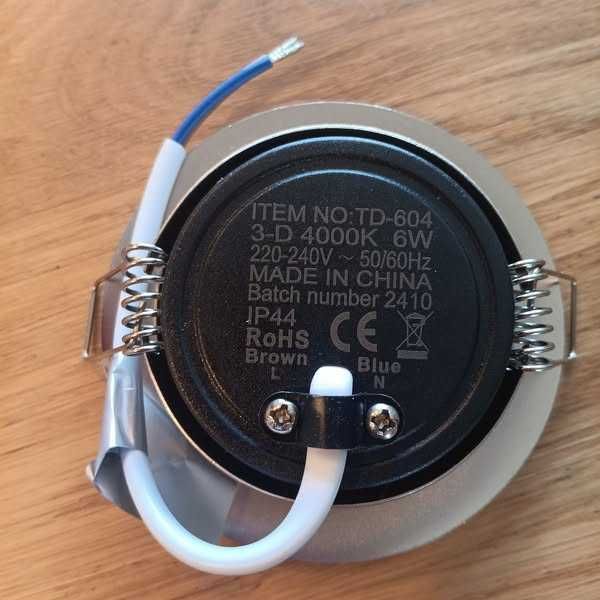 ITEM NO:TD-604
3-D 4000K 6W
220-240V ~ 50/60Hz
MADE IN CHINA
Batch number 2410
IP44
RoHS CE
Brown Blue
L N